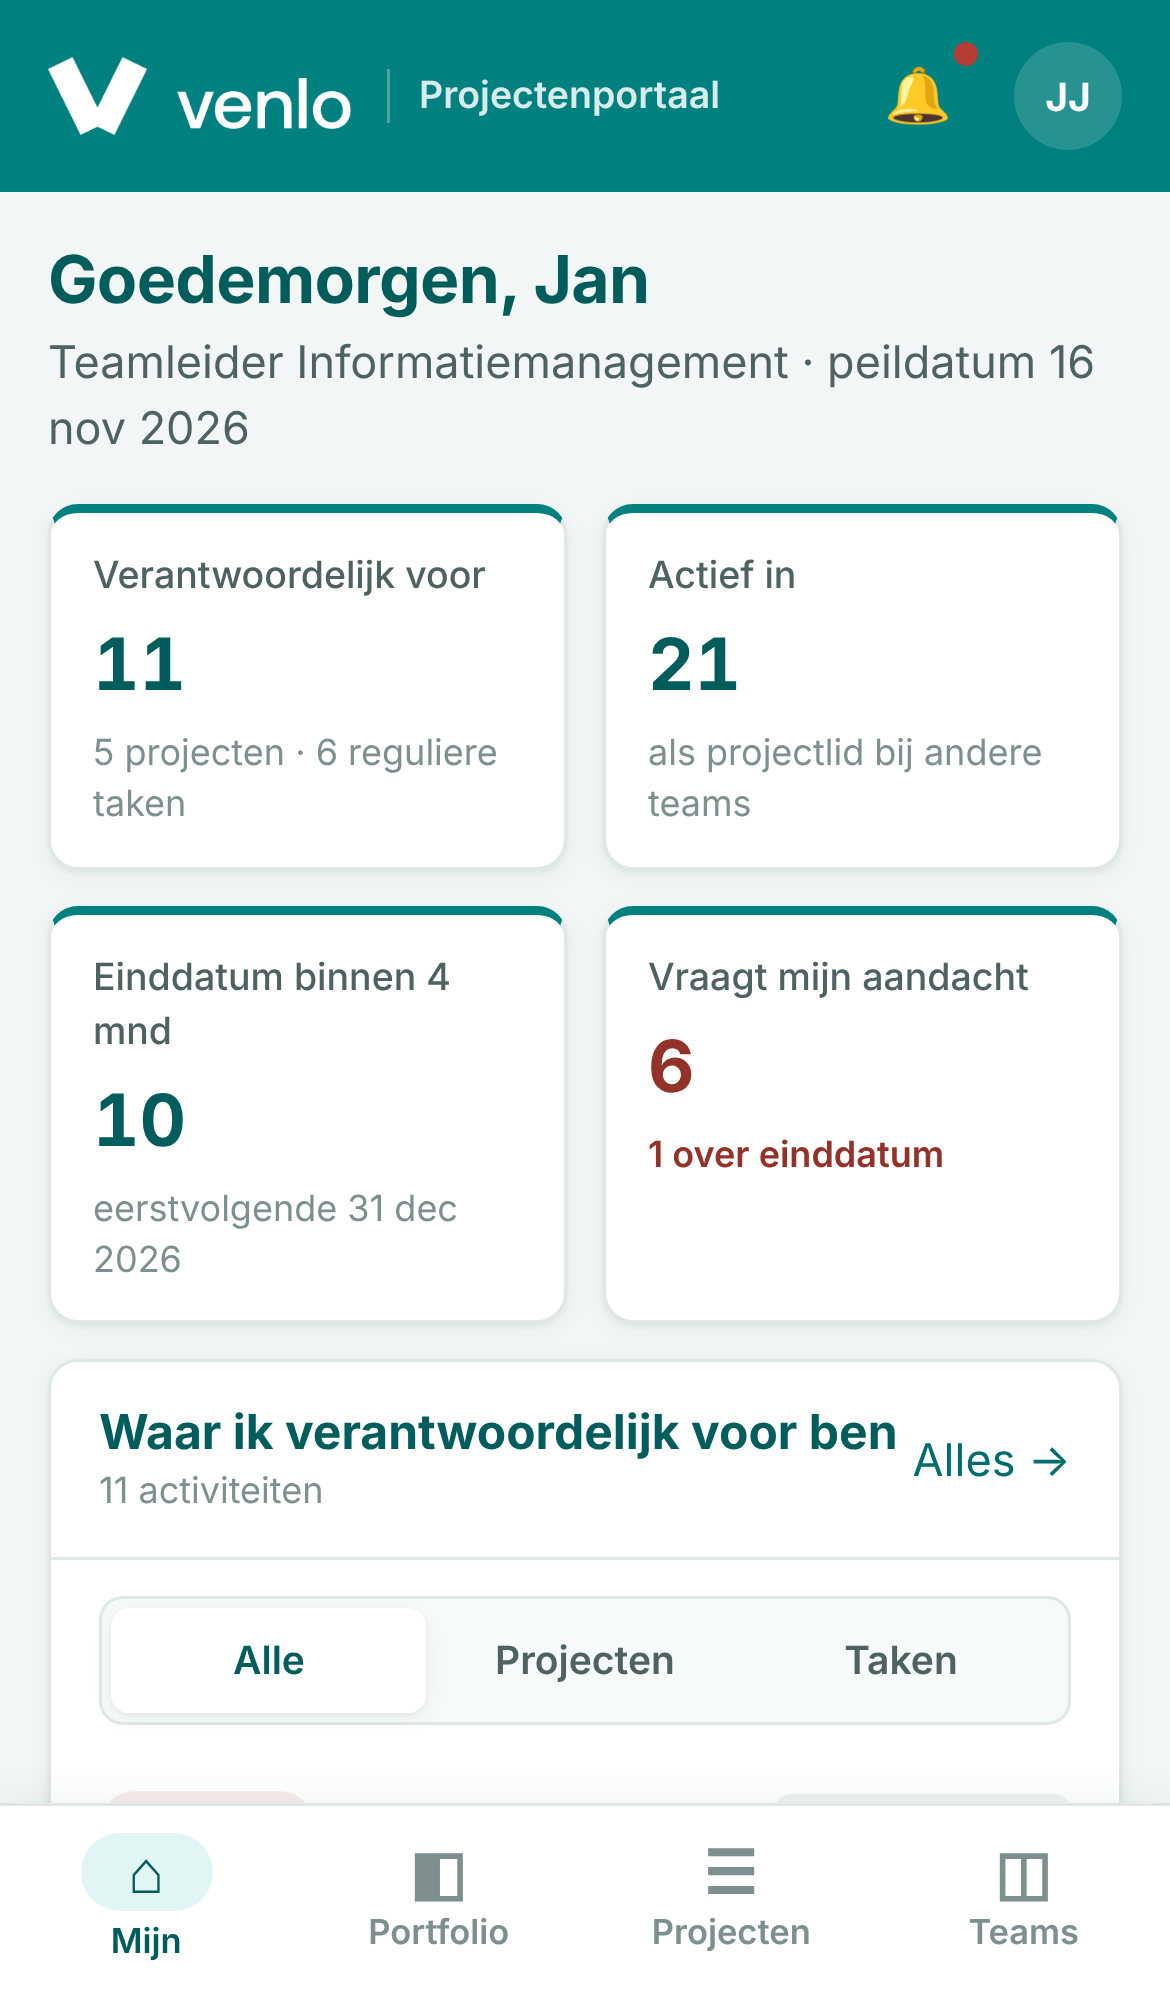 venlo
Projectenportaal
JJ
Goedemorgen, Jan
Teamleider Informatiemanagement · peildatum 16
nov 2026
Verantwoordelijk voor
11
5 projecten · 6 reguliere
taken
Actief in
21
als projectlid bij andere
teams
Einddatum binnen 4
mnd
10
eerstvolgende 31 dec
2026
Vraagt mijn aandacht
6
1 over einddatum
Waar ik verantwoordelijk voor ben
11 activiteiten
Alles →
Alle
Projecten
Taken
Mijn
Portfolio
Projecten
Teams